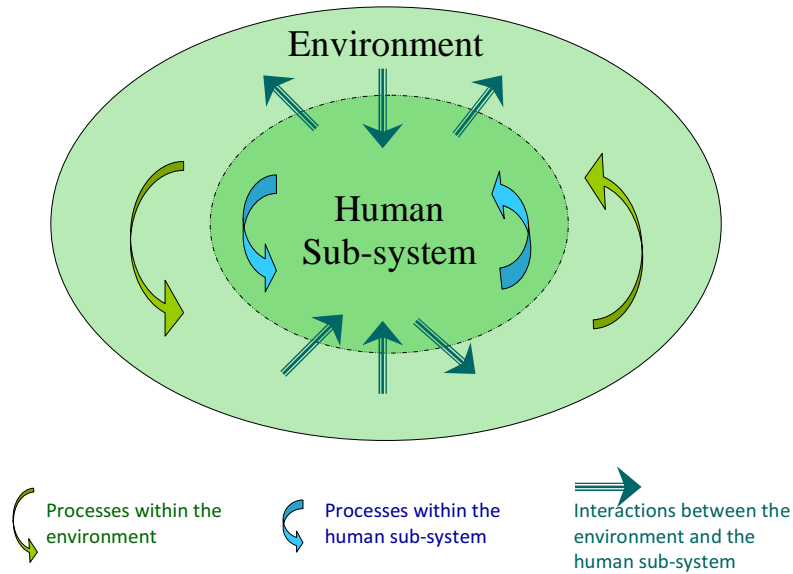 Environment
Human
Sub-system
Processes within the
environment
Processes within the
human sub-system
Interactions between the
environment and the
human sub-system